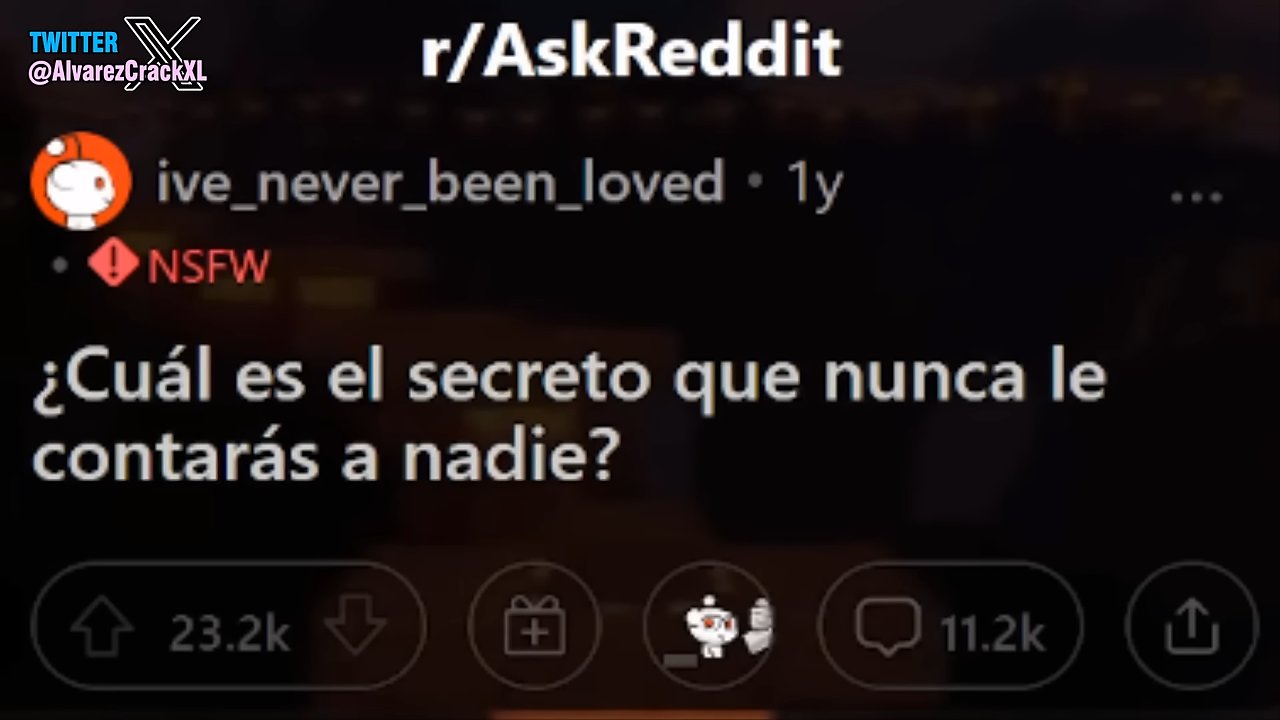 TWITTER
@AlvarezCrackXL
r/AskReddit
ive_never_been_loved • 1y
• NSFW
¿Cuál es el secreto que nunca le
contarás a nadie?
23.2k
11.2k